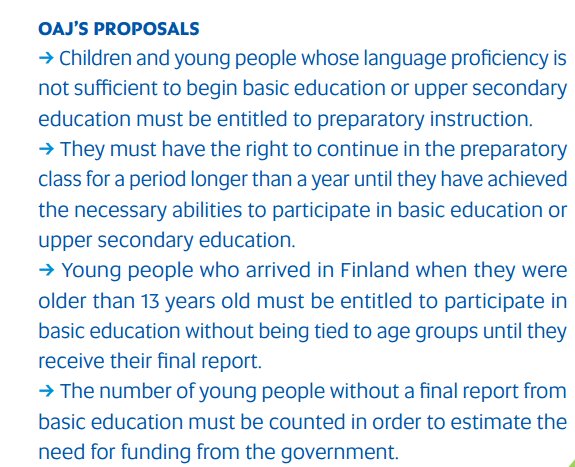 OAJ'S PROPOSALS
→ Children and young people whose language proficiency is
not sufficient to begin basic education or upper secondary
education must be entitled to preparatory instruction.
→ They must have the right to continue in the preparatory
class for a period longer than a year until they have achieved
the necessary abilities to participate in basic education or
upper secondary education.
→ Young people who arrived in Finland when they were
older than 13 years old must be entitled to participate in
basic education without being tied to age groups until they
receive their final report.
→ The number of young people without a final report from
basic education must be counted in order to estimate the
need for funding from the government.